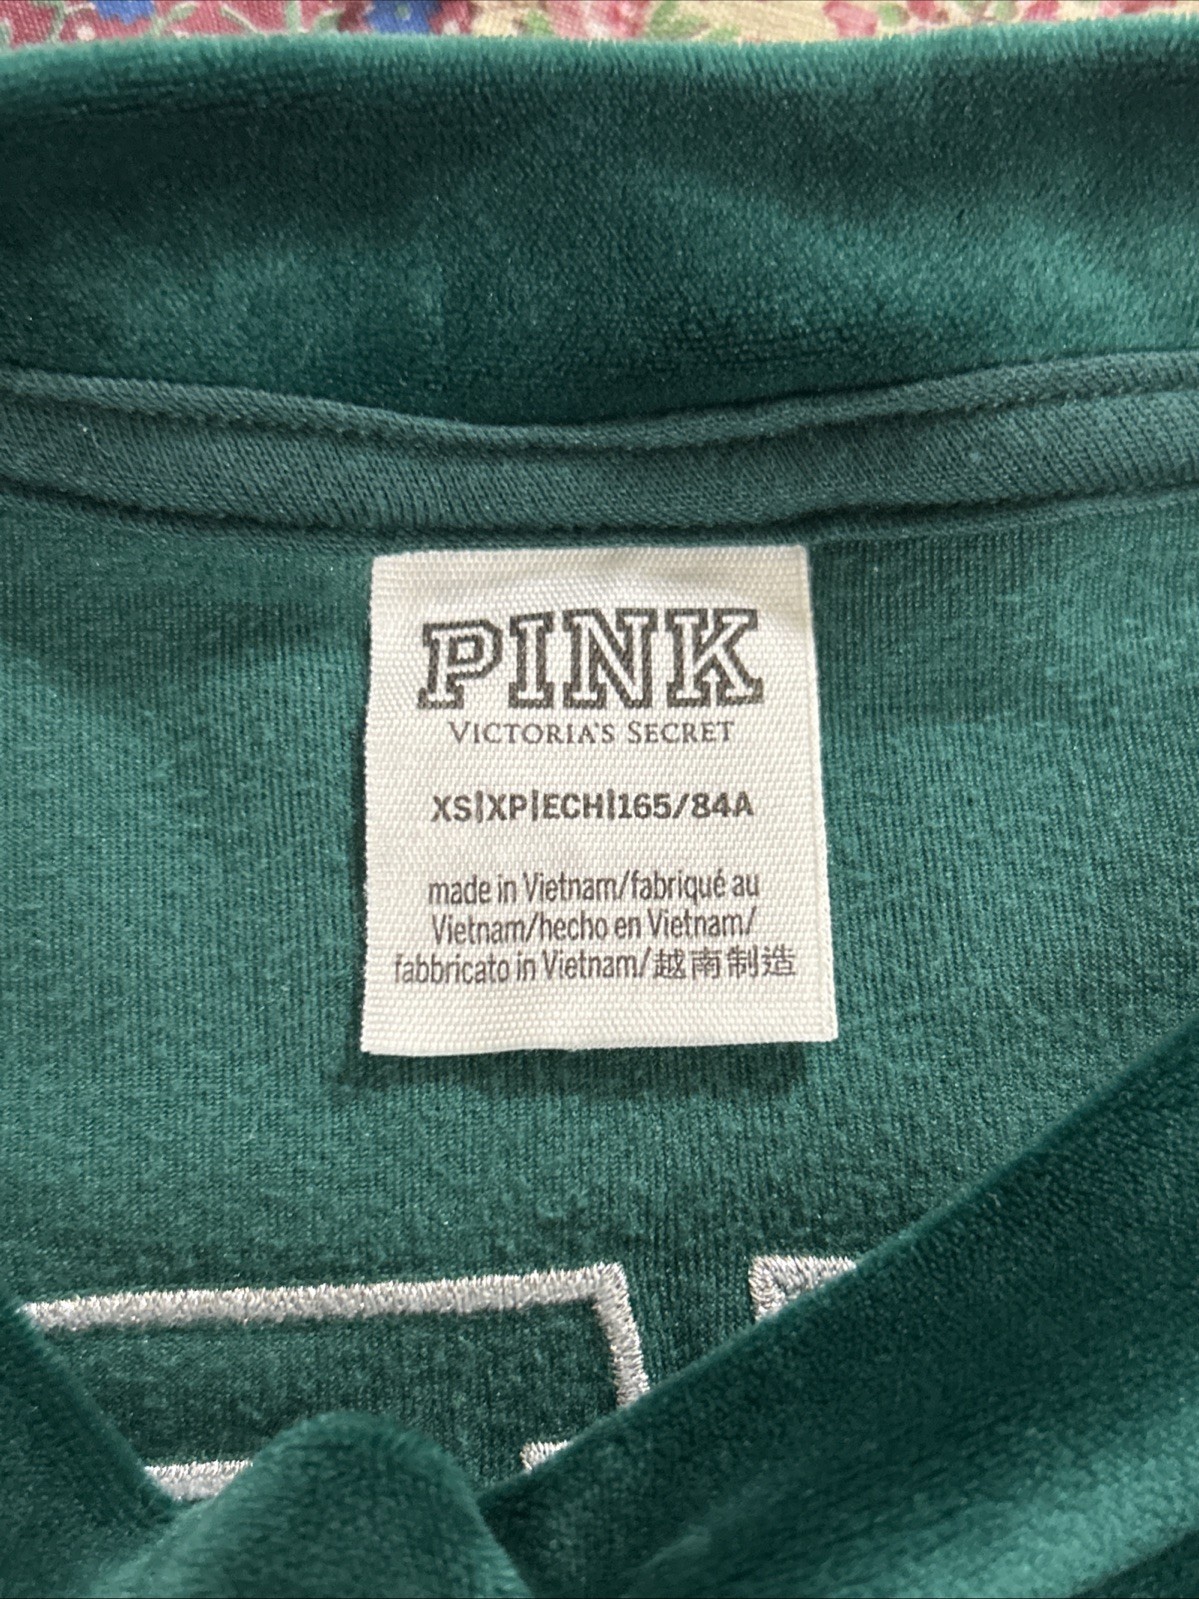 PINK
VICTORIA'S SECRET
XS|XP|ECH|165/84A
made in Vietnam/fabriqué au
Vietnam/hecho en Vietnam/
fabbricato in Vietnam/越南制造